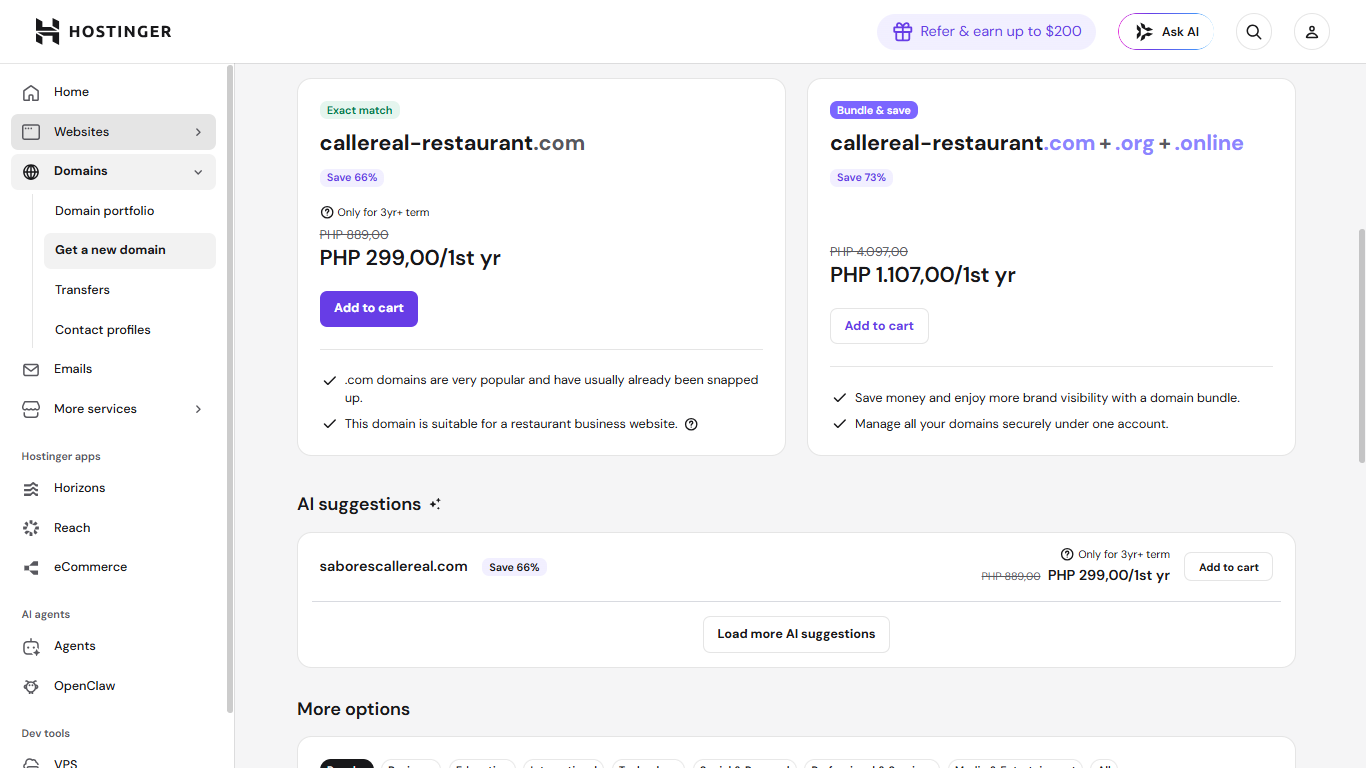 HOSTINGER
Refer & earn up to $200
Ask AI
Home
Websites
Domains
Domain portfolio
Get a new domain
Transfers
Contact profiles
Emails
More services
Hostinger apps
Horizons
Reach
eCommerce
AI agents
Agents
OpenClaw
Dev tools
VPS
Exact match
callereal-restaurant.com
Save 66%
Only for 3yr+ term
PHP 889,00
PHP 299,00/1st yr
Add to cart
.com domains are very popular and have usually already been snapped
up.
This domain is suitable for a restaurant business website.
Bundle & save
callereal-restaurant.com + .org + .online
Save 73%
PHP 4.097,00
PHP 1.107,00/1st yr
Add to cart
Save money and enjoy more brand visibility with a domain bundle.
Manage all your domains securely under one account.
AI suggestions
saborescallereal.com
Save 66%
Only for 3yr+ term
PHP 889,00 PHP 299,00/1st yr
Add to cart
Load more AI suggestions
More options